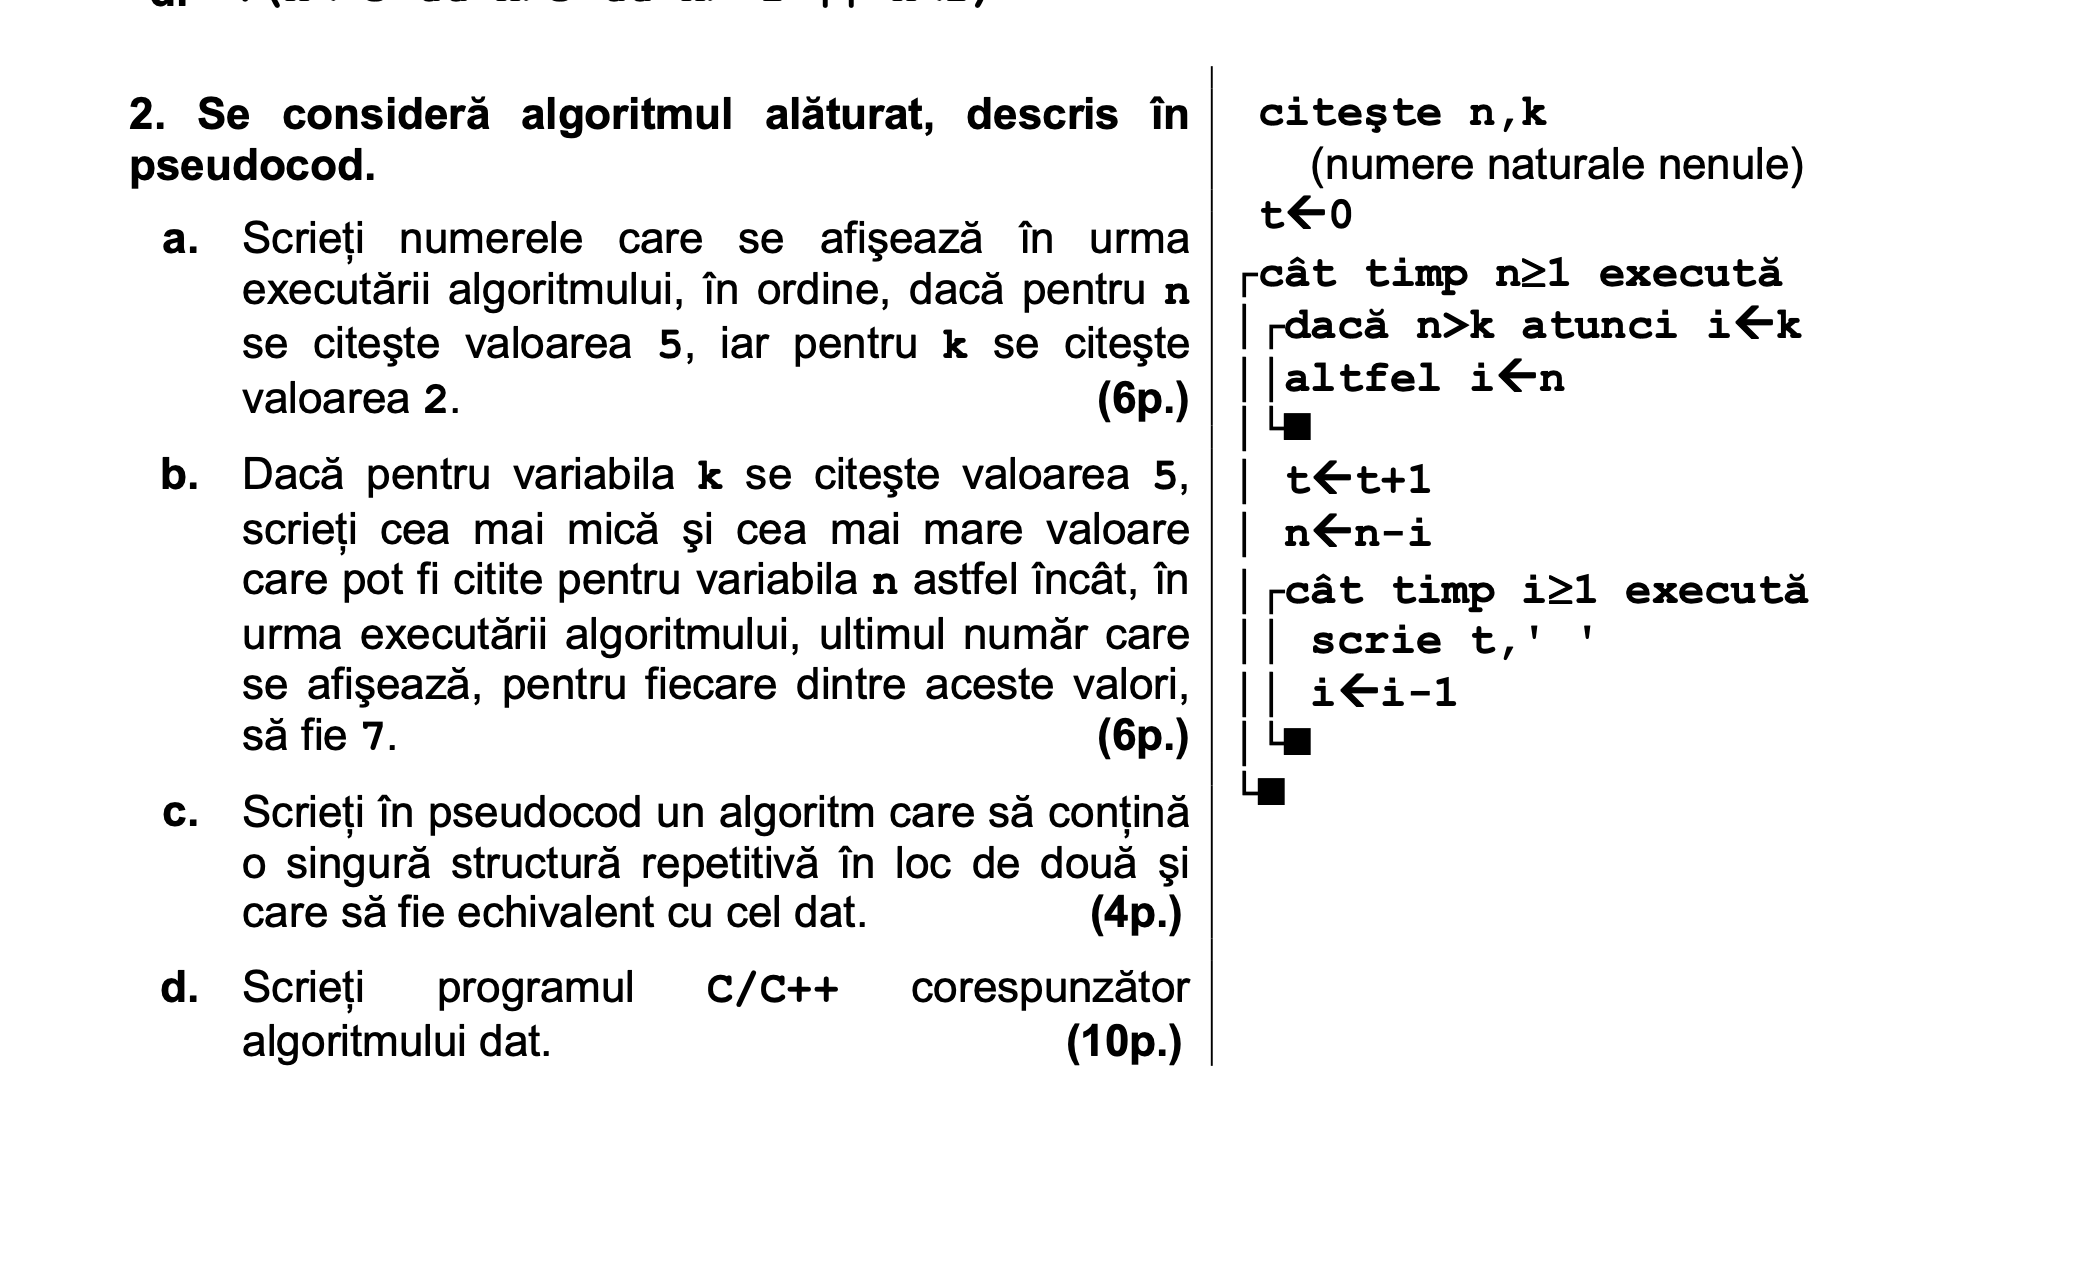 2. Se consideră algoritmul alăturat, descris în
pseudocod.
a. Scrieți numerele care se afişează în urma
executării algoritmului, în ordine, dacă pentru n
se citeşte valoarea 5, iar pentru k se citeşte
valoarea 2. (6p.)
b. Dacă pentru variabila k se citeşte valoarea 5,
scrieți cea mai mică şi cea mai mare valoare
care pot fi citite pentru variabila n astfel încât, în
urma executării algoritmului, ultimul număr care
se afişează, pentru fiecare dintre aceste valori,
să fie 7. (6p.)
c. Scrieți în pseudocod un algoritm care să conțină
o singură structură repetitivă în loc de două şi
care să fie echivalent cu cel dat. (4p.)
d. Scrieți programul C/C++ corespunzător
algoritmului dat. (10p.)
citeşte n,k
(numere naturale nenule)
t←0
┌cât timp n≥1 execută
│┌dacă n>k atunci i←k
││altfel i←n
│└■
│ t←t+1
│ n←n-i
│┌cât timp i≥1 execută
││ scrie t,' '
││ i←i-1
│└■
└■